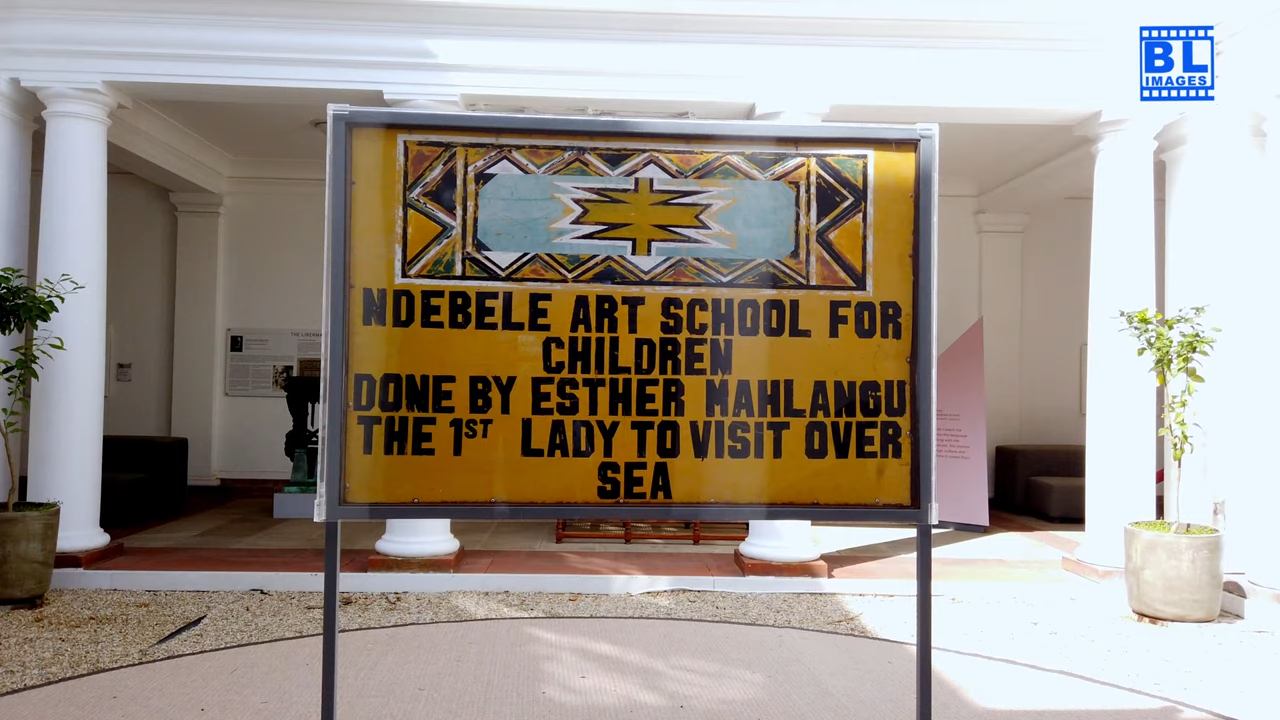 BL
IMAGES
NDEBELE ART SCHOOL FOR
CHILDREN
DONE BY ESTHER MAHLANGU
THE 1ST LADY TO VISIT OVER
SEA